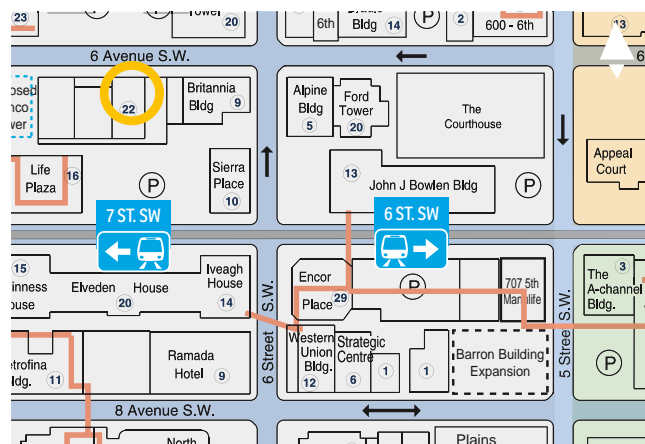 23
Tower
20
6th
14
P
2
600 - 6th
13
6 Avenue S.W.
6
22
Britannia
Bldg
9
Alpine
Bldg
5
Ford
Tower
20
The
Courthouse
Life
Plaza
16
P
Sierra
Place
10
13
John J Bowlen Bldg
P
Appeal
Court
7 ST. SW
6 ST. SW
15
Elveden House
20
Iveagh
House
14
6 Street S.W.
Encor
Place
29
P
707 5th
Manulife
5 Street S.W.
The
A-channel
Bldg.
3
11
Ramada
Hotel
9
Western
Union
Bldg.
12
Strategic
Centre
6
1
1
Barron Building
Expansion
P
8 Avenue S.W.
North
Plains